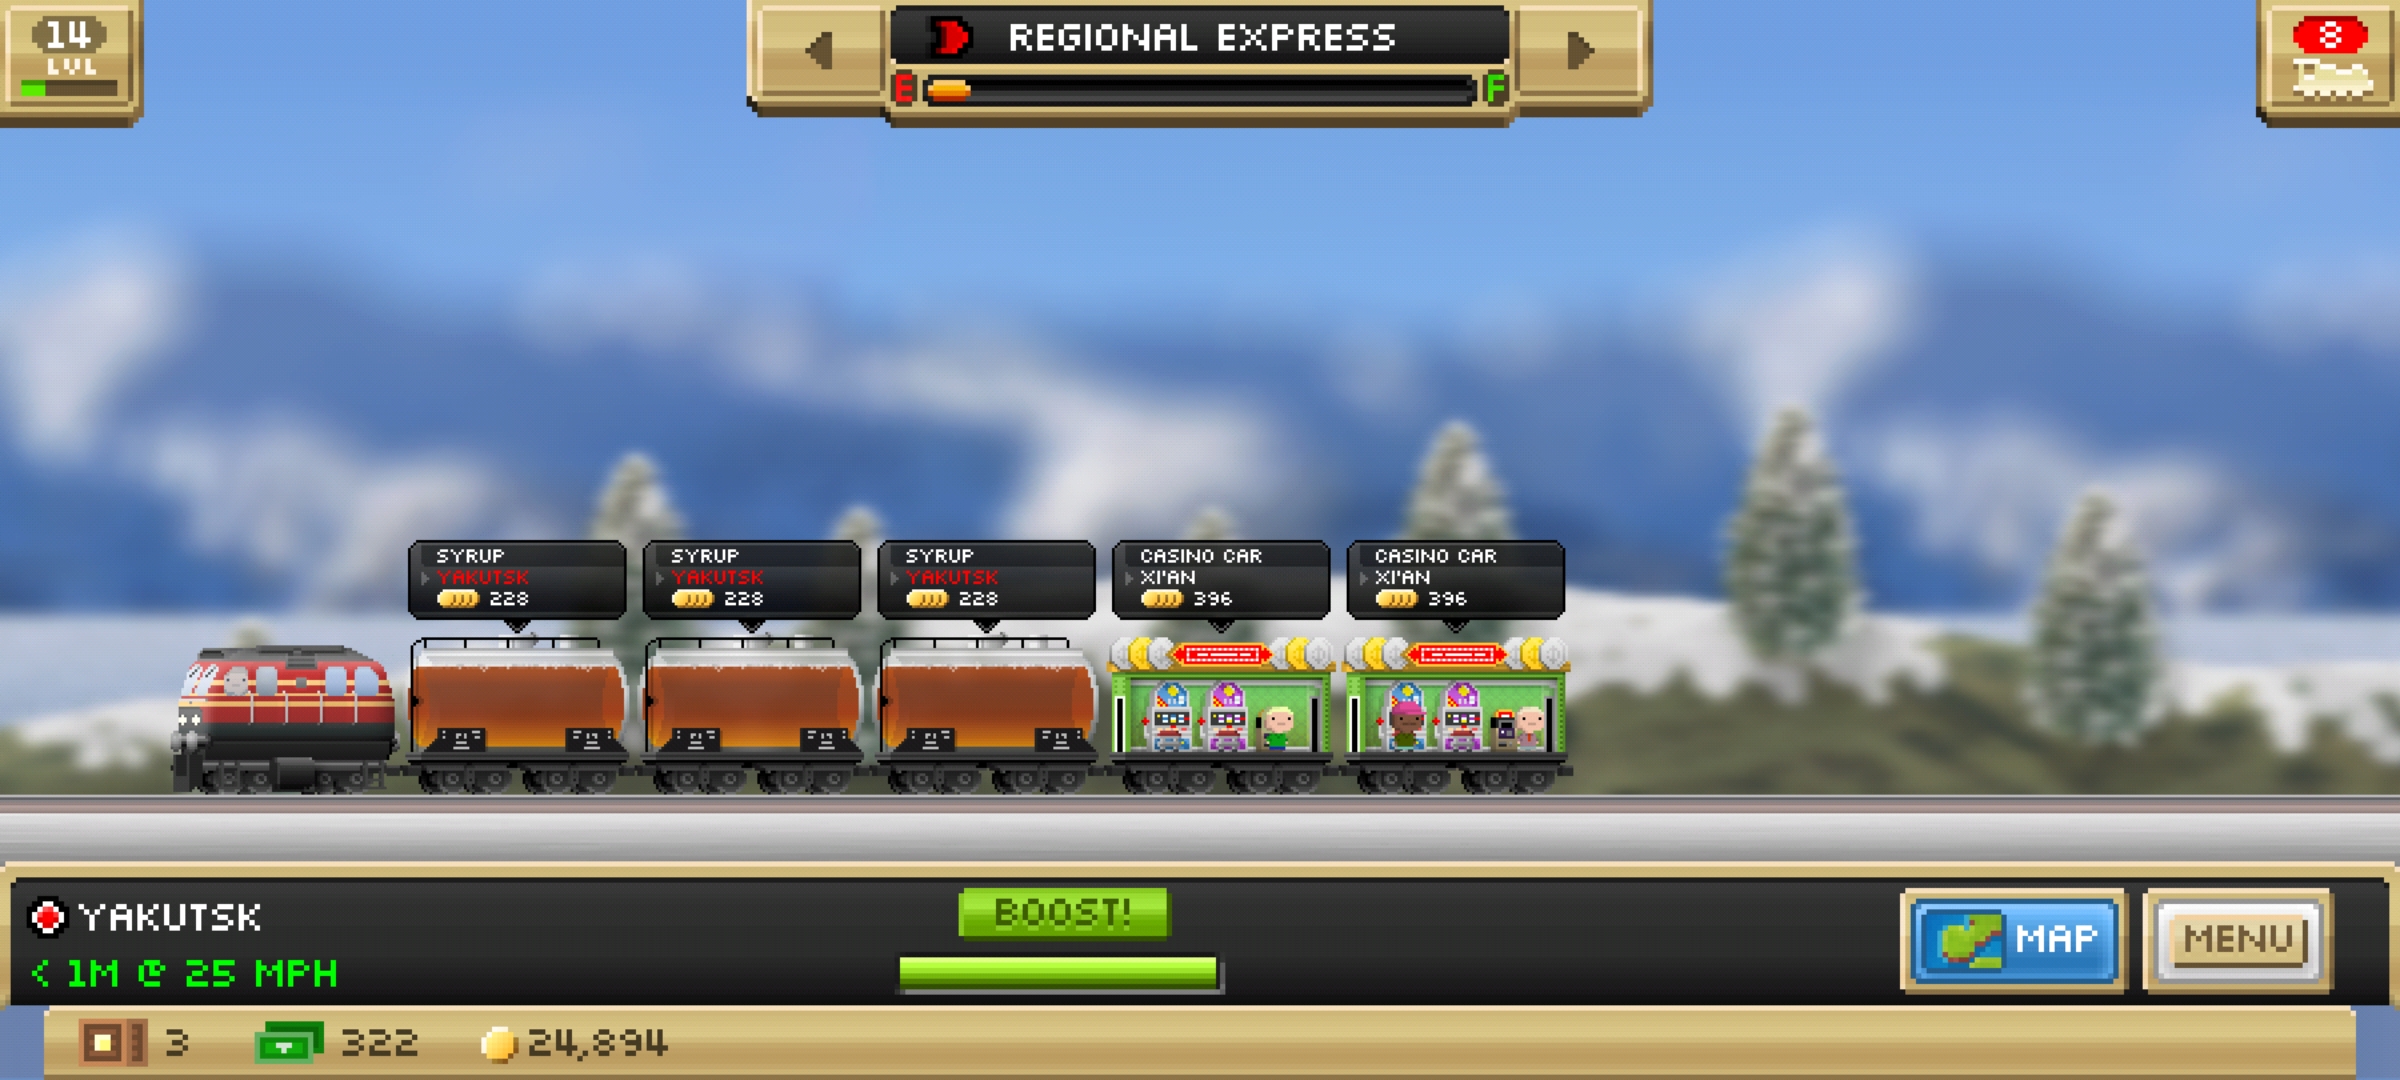 14
LVL
REGIONAL EXPRESS
E F
8
SYRUP
YAKUTSK
228
SYRUP
YAKUTSK
228
SYRUP
YAKUTSK
228
CASINO CAR
XI'AN
396
CASINO CAR
XI'AN
396
YAKUTSK
< 1M @ 25 MPH
BOOST!
MAP
MENU
3
322
24,894